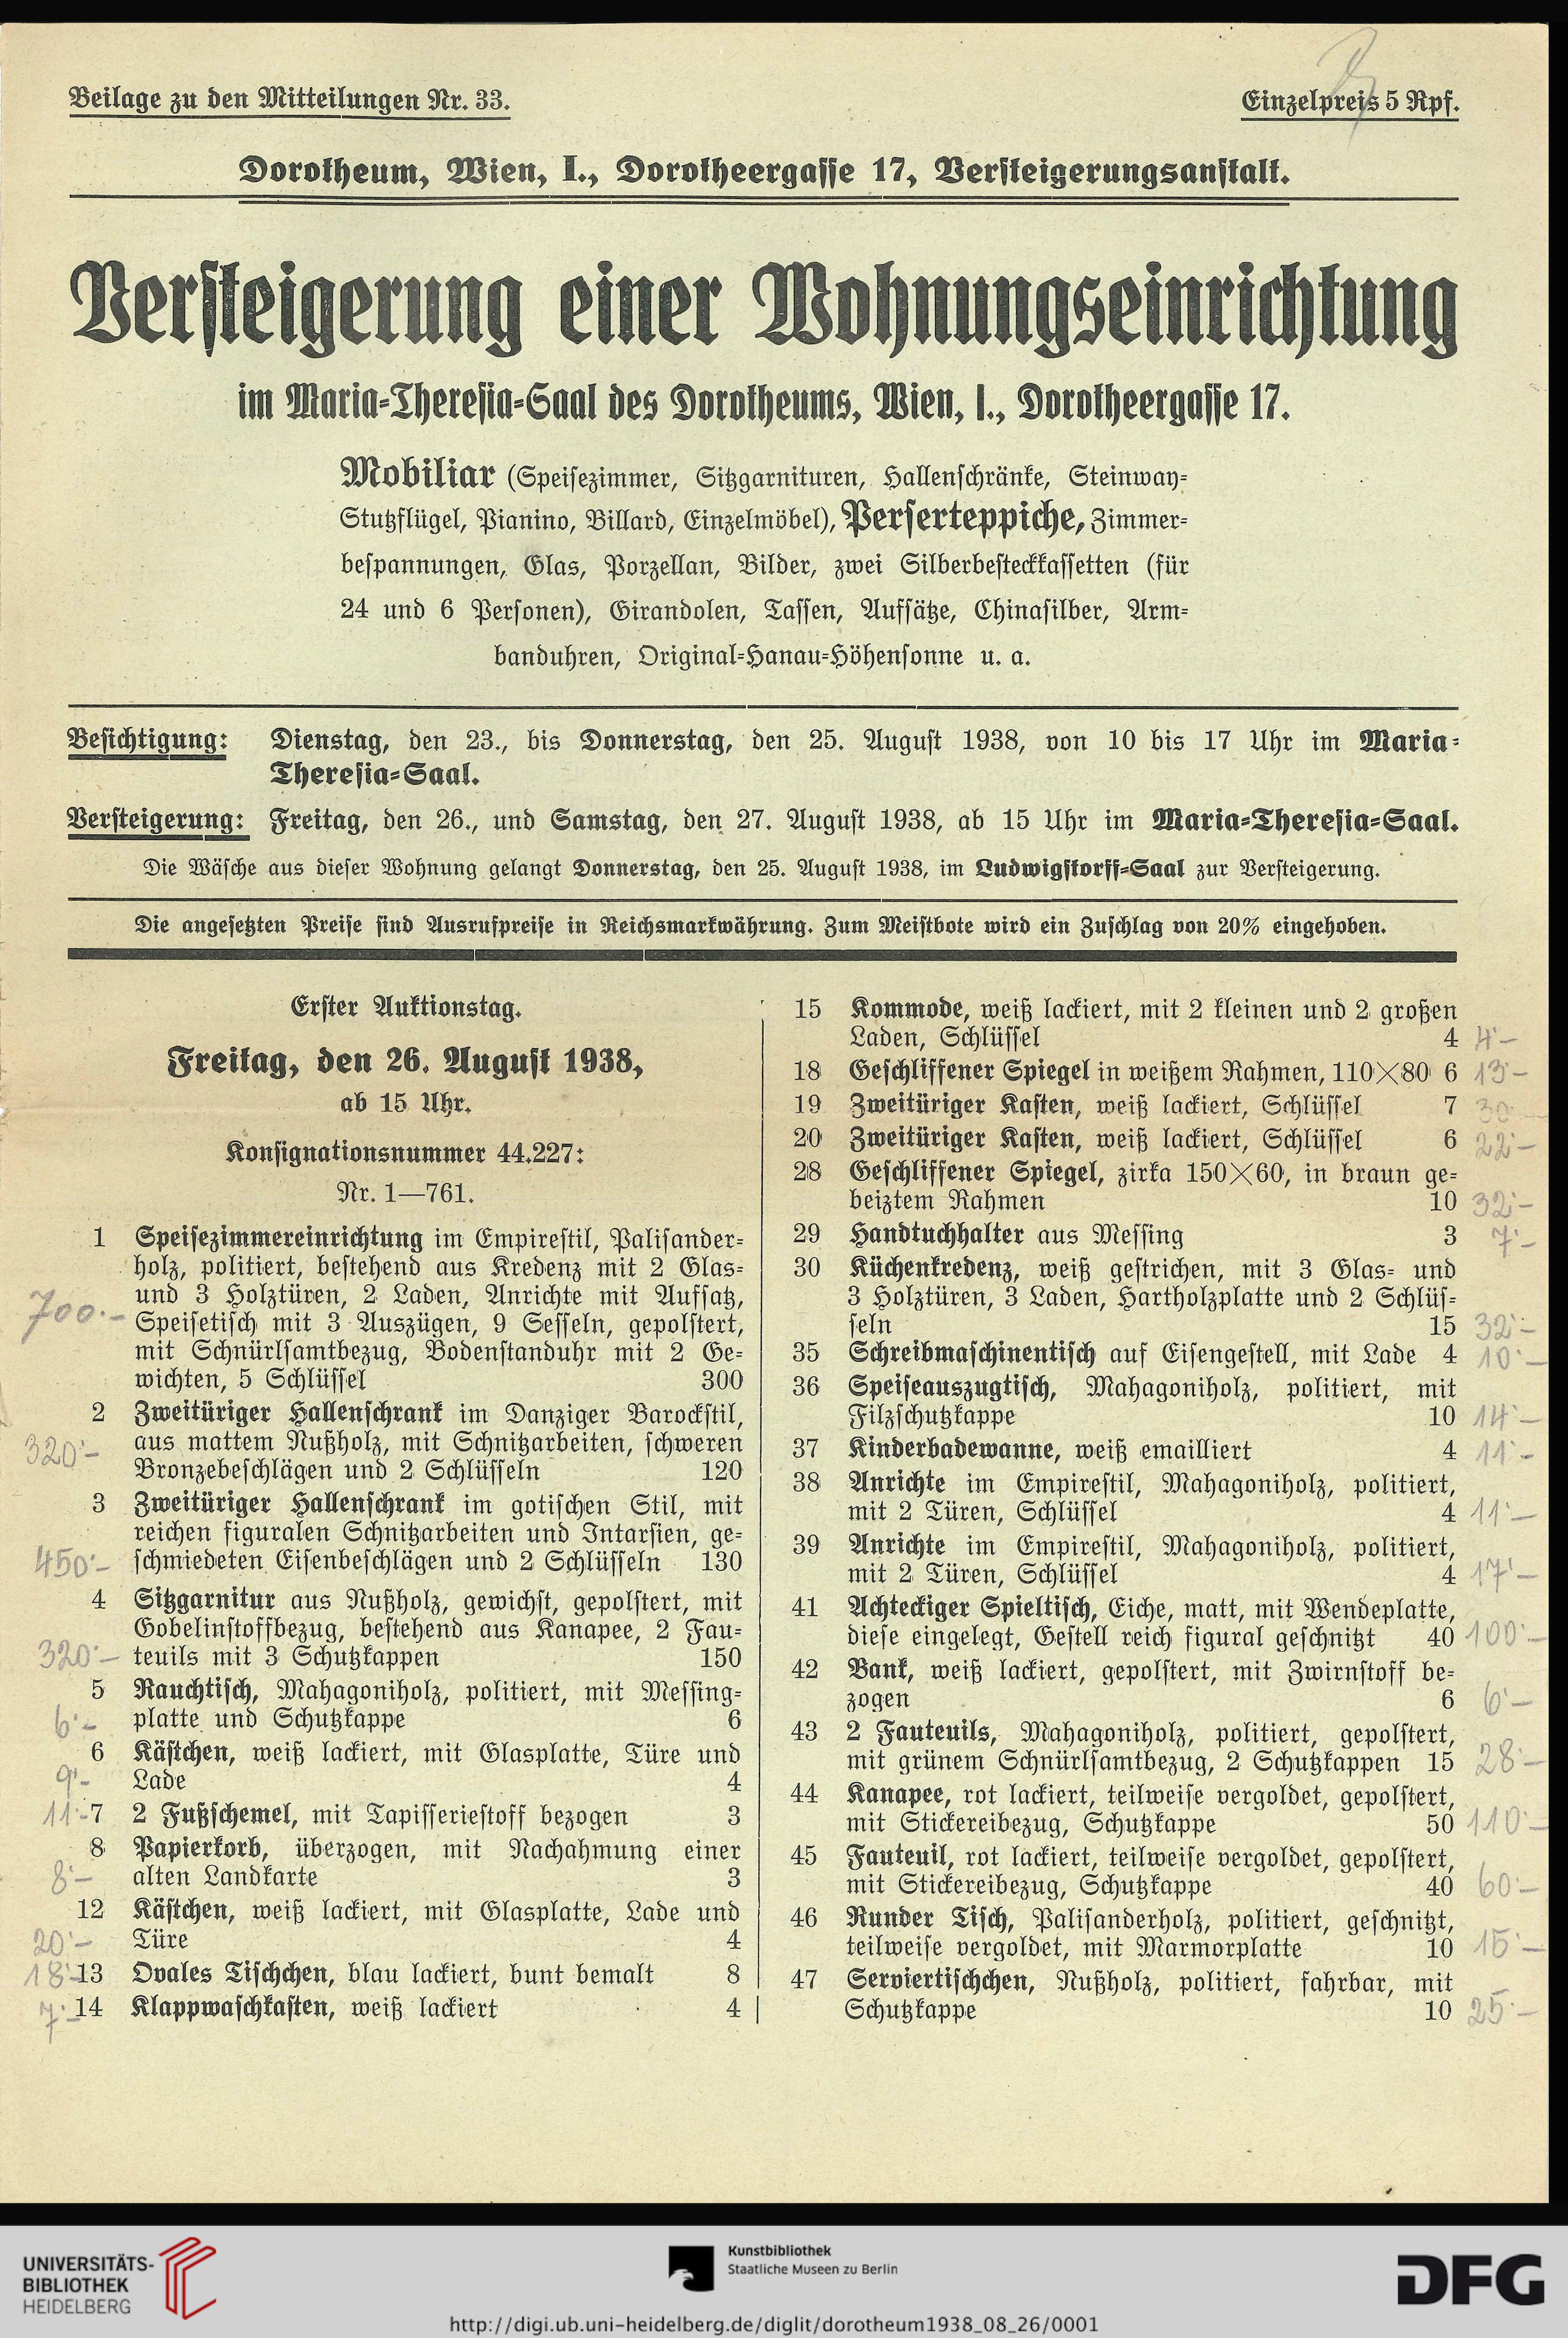 Beilage zu den Mitteilungen Nr. 33.
Einzelpreis 5 Rpf.
Dorotheum, Wien, I., Dorotheergasse 17, Versteigerungsanstalt.
Versteigerung einer Wohnungseinrichtung
im Maria-Theresia-Saal des Dorotheums, Wien, I., Dorotheergasse 17.
Mobiliar (Speisezimmer, Sitzgarnituren, Hallenschränke, Steinway-
Stutzflügel, Pianino, Billard, Einzelmöbel), Perserteppiche, Zimmer-
bespannungen, Glas, Porzellan, Bilder, zwei Silberbesteckkassetten (für
24 und 6 Personen), Girandolen, Tassen, Aufsätze, Chinasilber, Arm-
banduhren, Original-Hanau-Höhensonne u. a.
Besichtigung: Dienstag, den 23., bis Donnerstag, den 25. August 1938, von 10 bis 17 Uhr im Maria-
Theresia-Saal.
Versteigerung: Freitag, den 26., und Samstag, den 27. August 1938, ab 15 Uhr im Maria-Theresia-Saal.
Die Wäsche aus dieser Wohnung gelangt Donnerstag, den 25. August 1938, im Ludwigstorff-Saal zur Versteigerung.
Die angesetzten Preise sind Ausrufpreise in Reichsmarkwährung. Zum Meistbote wird ein Zuschlag von 20% eingehoben.
Erster Auktionstag.
Freitag, den 26. August 1938,
ab 15 Uhr.
Konsignationsnummer 44.227:
Nr. 1—761.
1 Speisezimmereinrichtung im Empirestil, Palisander-
holz, politiert, bestehend aus Kredenz mit 2 Glas-
und 3 Holztüren, 2 Laden, Anrichte mit Aufsatz,
700·- Speisetisch mit 3 Auszügen, 9 Sesseln, gepolstert,
mit Schnürlsamtbezug, Bodenstanduhr mit 2 Ge-
wichten, 5 Schlüssel 300
2 Zweitüriger Hallenschrank im Danziger Barockstil,
320·- aus mattem Nußholz, mit Schnitzarbeiten, schweren
Bronzebeschlägen und 2 Schlüsseln 120
3 Zweitüriger Hallenschrank im gotischen Stil, mit
reichen figuralen Schnitzarbeiten und Intarsien, ge-
450·- schmiedeten Eisenbeschlägen und 2 Schlüsseln 130
4 Sitzgarnitur aus Nußholz, gewichst, gepolstert, mit
Gobelinstoffbezug, bestehend aus Kanapee, 2 Fau-
320·- teuils mit 3 Schutzkappen 150
5 Rauchtisch, Mahagoniholz, politiert, mit Messing-
6·- platte und Schutzkappe 6
6 Kästchen, weiß lackiert, mit Glasplatte, Türe und
9·- Lade 4
11·- 7 2 Fußschemel, mit Tapisseriestoff bezogen 3
8 Papierkorb, überzogen, mit Nachahmung einer
8·- alten Landkarte 3
12 Kästchen, weiß lackiert, mit Glasplatte, Lade und
20·- Türe 4
18·- 13 Ovales Tischchen, blau lackiert, bunt bemalt 8
7·- 14 Klappwaschkasten, weiß lackiert 4
15 Kommode, weiß lackiert, mit 2 kleinen und 2 großen
Laden, Schlüssel 4 4·-
18 Geschliffener Spiegel in weißem Rahmen, 110×80 6 13·-
19 Zweitüriger Kasten, weiß lackiert, Schlüssel 7 30
20 Zweitüriger Kasten, weiß lackiert, Schlüssel 6 22·-
28 Geschliffener Spiegel, zirka 150×60, in braun ge-
beiztem Rahmen 10 32·-
29 Handtuchhalter aus Messing 3 7·-
30 Küchenkredenz, weiß gestrichen, mit 3 Glas- und
3 Holztüren, 3 Laden, Hartholzplatte und 2 Schlüs-
seln 15 32·-
35 Schreibmaschinentisch auf Eisengestell, mit Lade 4 10·-
36 Speiseauszugtisch, Mahagoniholz, politiert, mit
Filzschutzkappe 10 14·-
37 Kinderbadewanne, weiß emailliert 4 11·-
38 Anrichte im Empirestil, Mahagoniholz, politiert,
mit 2 Türen, Schlüssel 4 11·-
39 Anrichte im Empirestil, Mahagoniholz, politiert,
mit 2 Türen, Schlüssel 4 17·-
41 Achteckiger Spieltisch, Eiche, matt, mit Wendeplatte,
diese eingelegt, Gestell reich figural geschnitzt 40 100·-
42 Bank, weiß lackiert, gepolstert, mit Zwirnstoff be-
zogen 6 6·-
43 2 Fauteuils, Mahagoniholz, politiert, gepolstert,
mit grünem Schnürlsamtbezug, 2 Schutzkappen 15 28·-
44 Kanapee, rot lackiert, teilweise vergoldet, gepolstert,
mit Stickereibezug, Schutzkappe 50 110·-
45 Fauteuil, rot lackiert, teilweise vergoldet, gepolstert,
mit Stickereibezug, Schutzkappe 40 60·-
46 Runder Tisch, Palisanderholz, politiert, geschnitzt,
teilweise vergoldet, mit Marmorplatte 10 15·-
47 Serviertischchen, Nußholz, politiert, fahrbar, mit
Schutzkappe 10 25·-
UNIVERSITÄTS-
BIBLIOTHEK
HEIDELBERG
Kunstbibliothek
Staatliche Museen zu Berlin
DFG
http://digi.ub.uni-heidelberg.de/diglit/dorotheum1938_08_26/0001